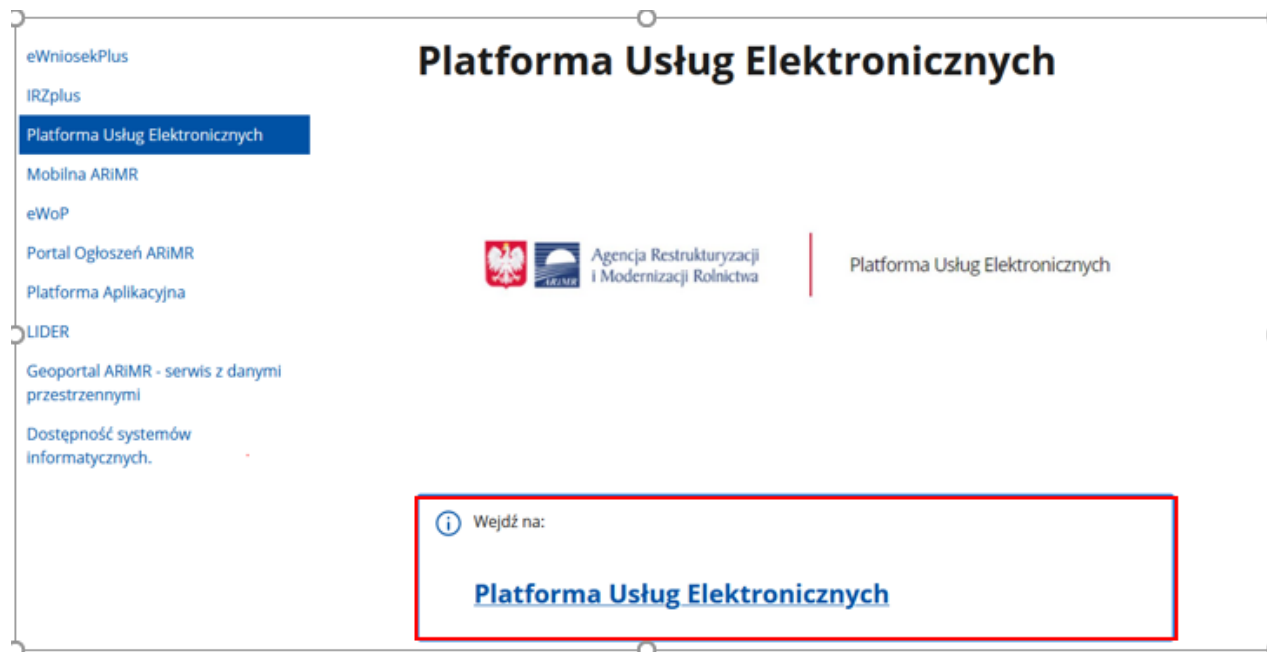 eWniosekPlus
IRZplus
Platforma Usług Elektronicznych
Mobilna ARiMR
eWoP
Portal Ogłoszeń ARiMR
Platforma Aplikacyjna
LIDER
Geoportal ARiMR - serwis z danymi
przestrzennymi
Dostępność systemów
informatycznych.
Platforma Usług Elektronicznych
ARiMR
Agencja Restrukturyzacji
i Modernizacji Rolnictwa
Platforma Usług Elektronicznych
Wejdź na:
Platforma Usług Elektronicznych